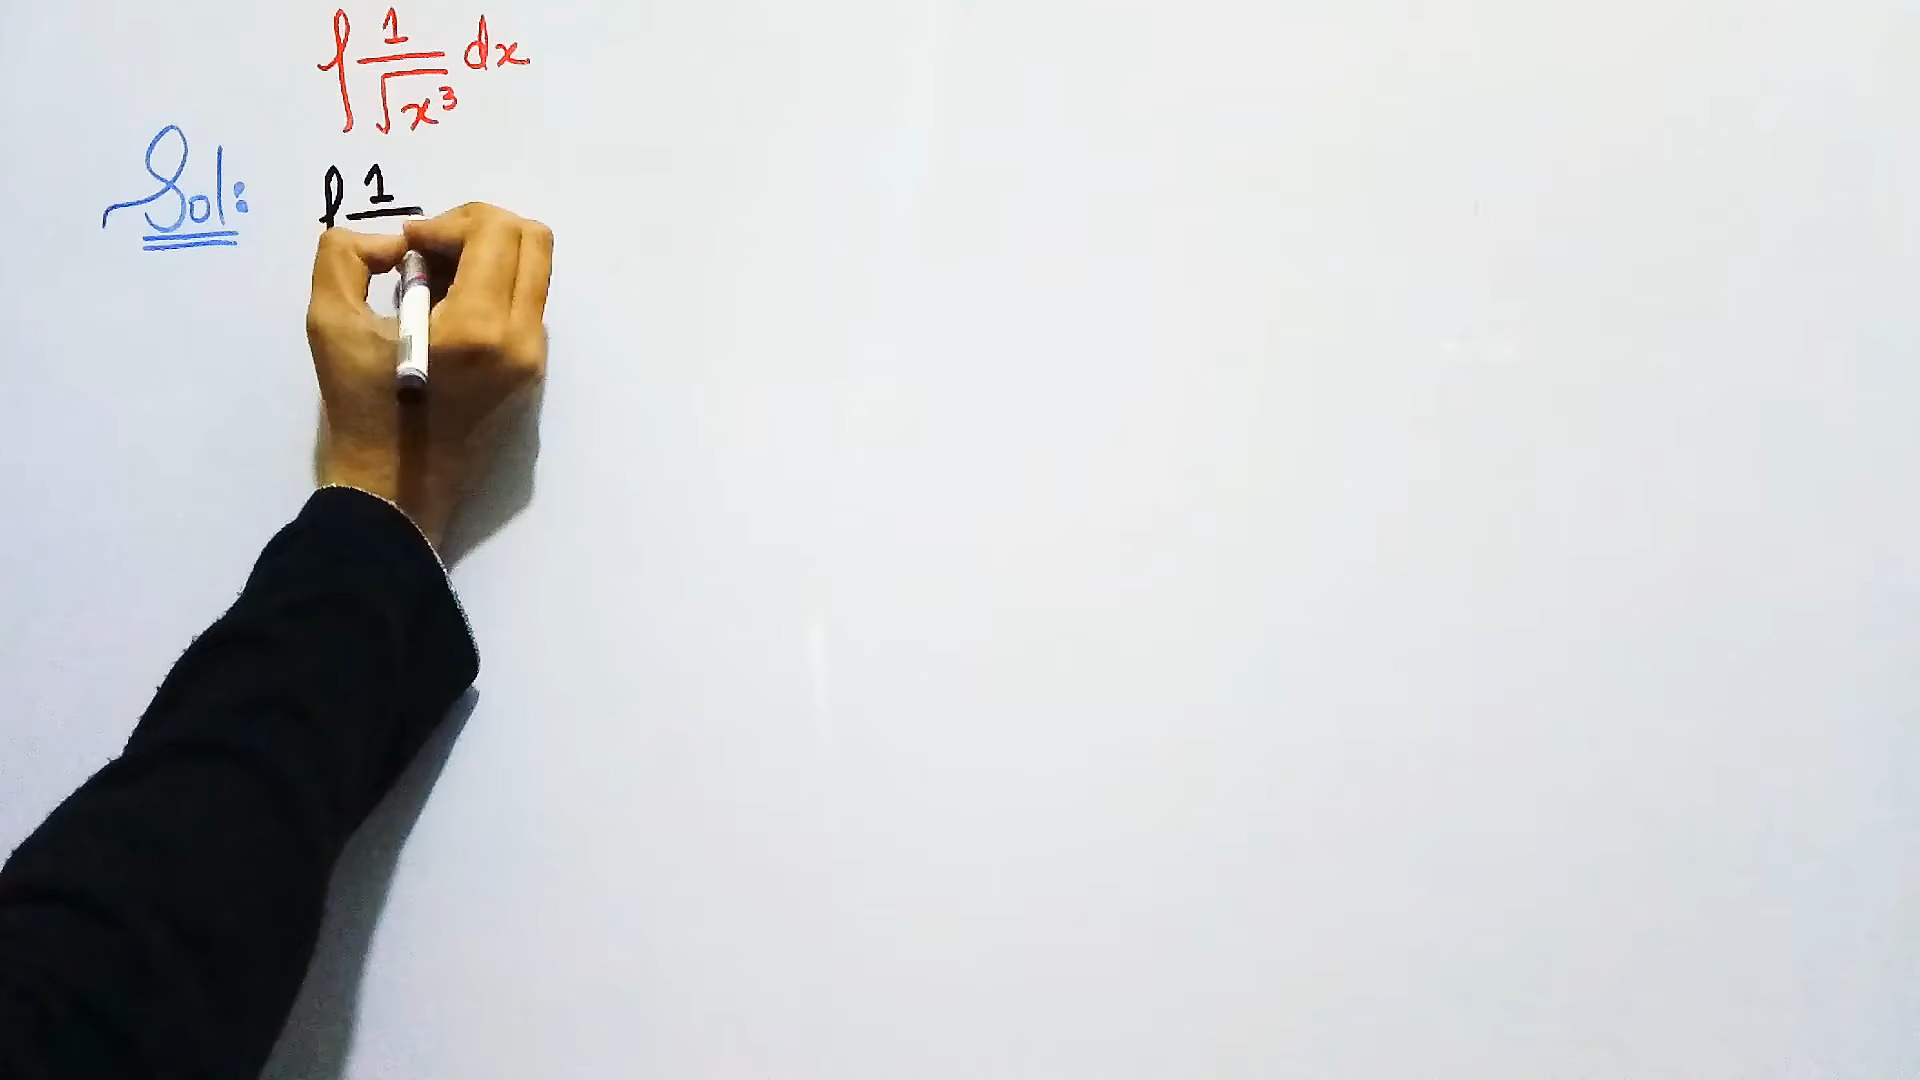 ∫ 1/√x³ dx
Sol: ∫ 1